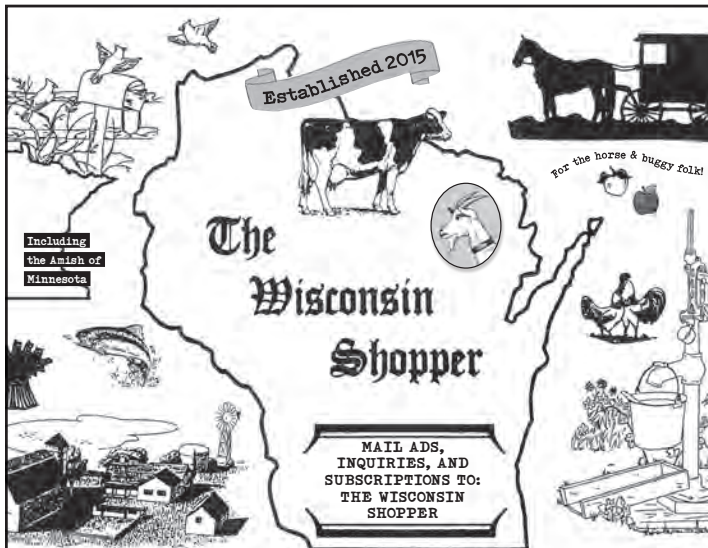 Established 2015
For the horse & buggy folk!
Including
the Amish of
Minnesota
The
Wisconsin
Shopper
MAIL ADS,
INQUIRIES, AND
SUBSCRIPTIONS TO:
THE WISCONSIN
SHOPPER